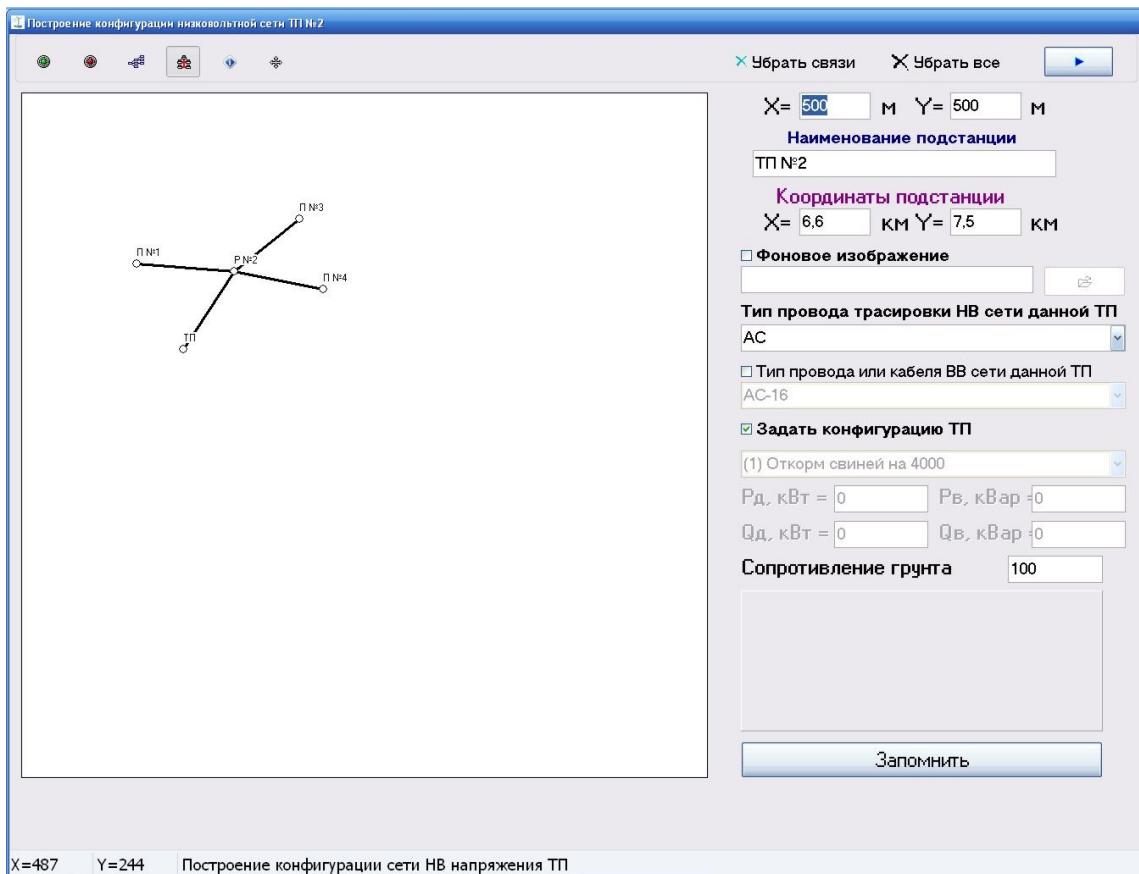 Построение конфигурации низковольтной сети ТП №2
Убрать связи Убрать все
X= 500 м Y= 500 м
Наименование подстанции
ТП №2
Координаты подстанции
X= 6,6 км Y= 7,5 км
Фоновое изображение
Тип провода трасировки НВ сети данной ТП
АС
Тип провода или кабеля ВВ сети данной ТП
АС-16
Задать конфигурацию ТП
(1) Откорм свиней на 4000
Рд, кВт = 0 Рв, кВар = 0
Qд, кВт = 0 Qв, кВар = 0
Сопротивление грунта 100
Запомнить
П №3
П №1
Р №2
П №4
ТП
X=487 Y=244 Построение конфигурации сети НВ напряжения ТП